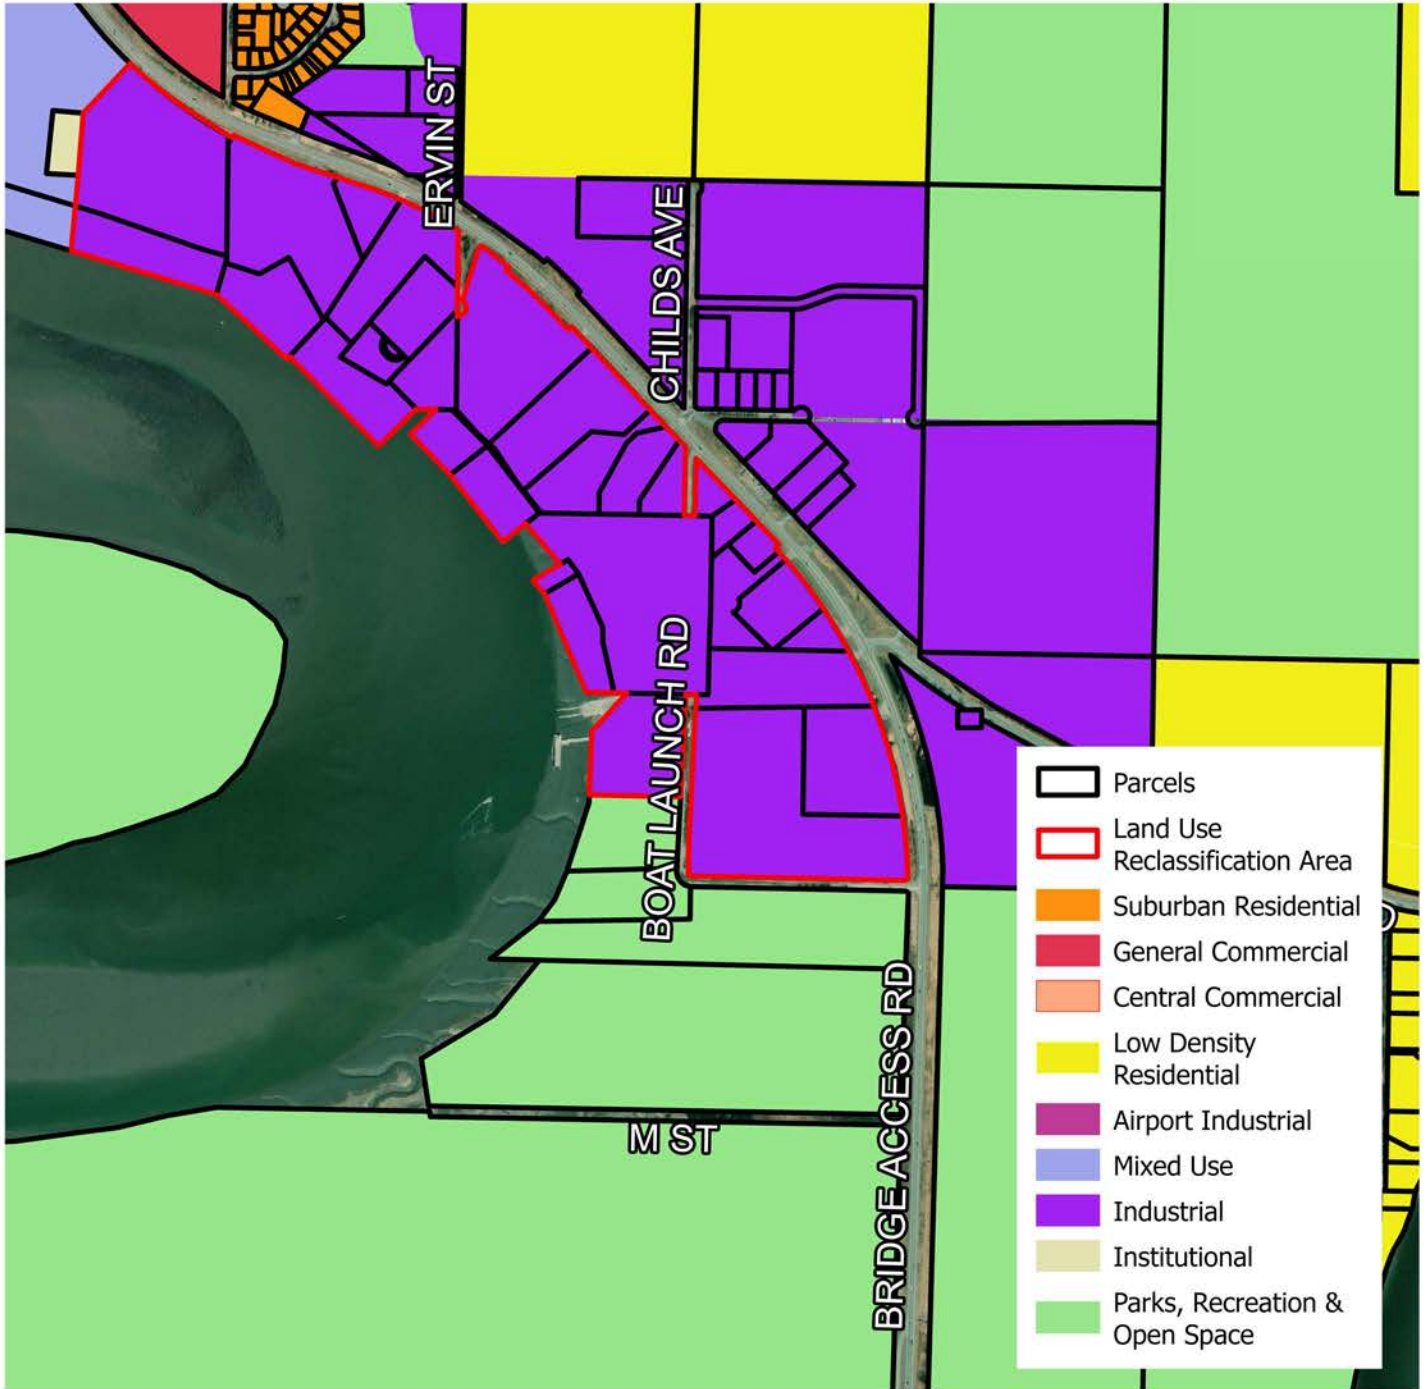 ERVIN ST
CHILDS AVE
BOAT LAUNCH RD
M ST
BRIDGE ACCESS RD
Parcels
Land Use
Reclassification Area
Suburban Residential
General Commercial
Central Commercial
Low Density
Residential
Airport Industrial
Mixed Use
Industrial
Institutional
Parks, Recreation &
Open Space